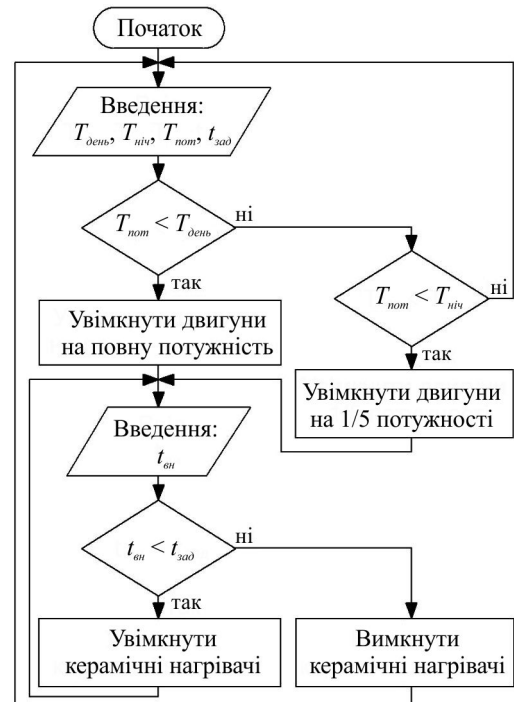 Початок
Введення:
Tдень, Tніч, Tпот, tзад
Tпот < Tдень
ні
так
Tпот < Tніч
ні
так
Увімкнути двигуни
на повну потужність
Увімкнути двигуни
на 1/5 потужності
Введення:
tвн
tвн < tзад
ні
так
Увімкнути
керамічні нагрівачі
Вимкнути
керамічні нагрівачі